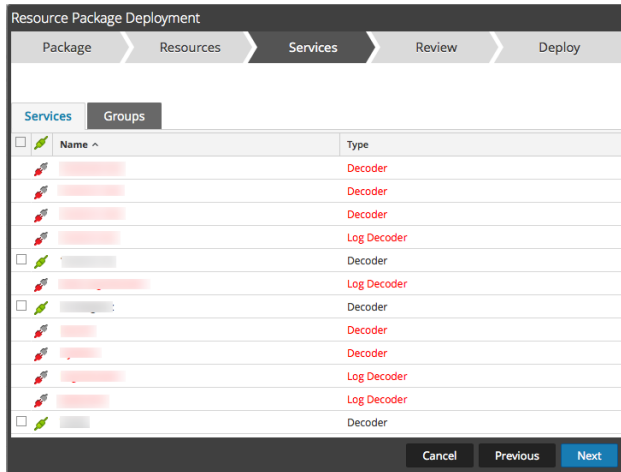 Resource Package Deployment
Package Resources Services Review Deploy
Services Groups
Name Type
Decoder
Decoder
Decoder
Log Decoder
Decoder
Log Decoder
Decoder
Decoder
Decoder
Log Decoder
Log Decoder
Decoder
Cancel Previous Next